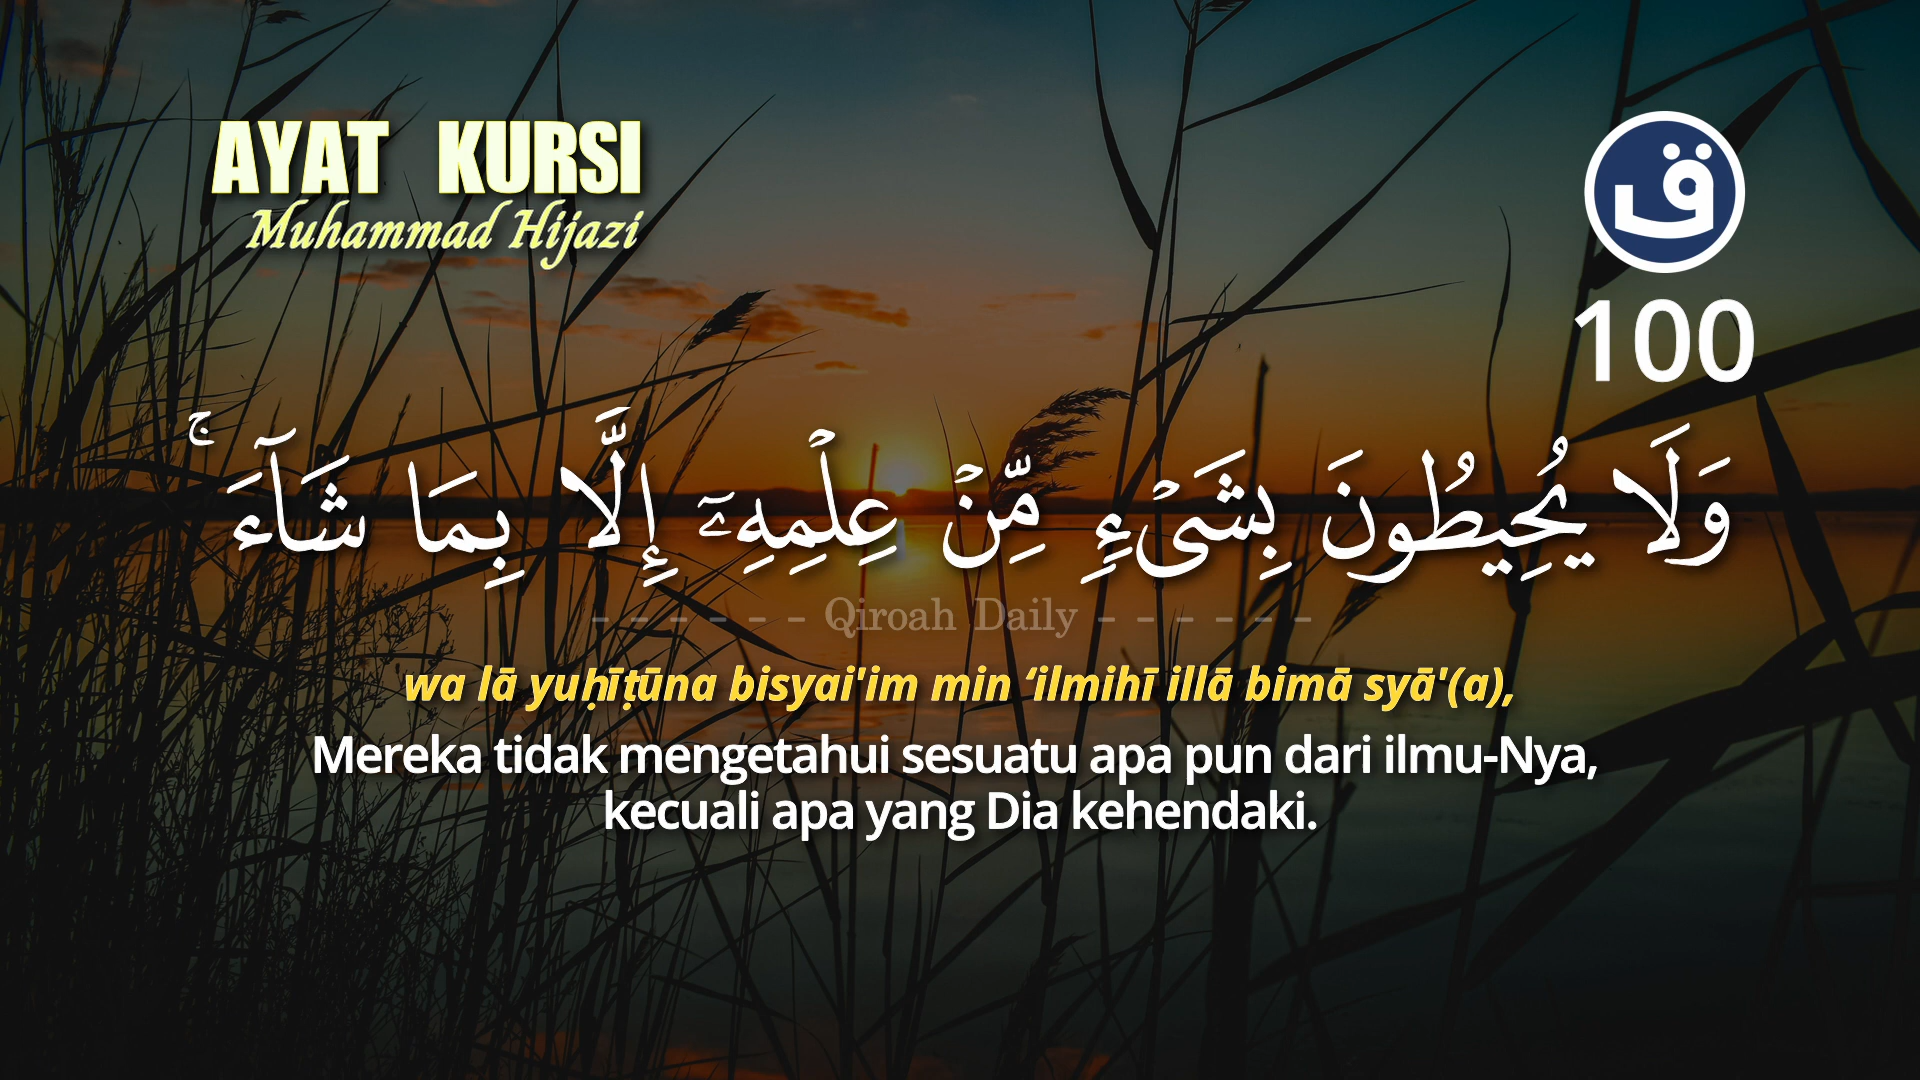 AYAT KURSI
Muhammad Hijazi
ق
100
وَلَا يُحِيطُونَ بِشَىْءٍ مِّنْ عِلْمِهِۦٓ إِلَّا بِمَا شَآءَ ۚ
- - - - - - Qiroah Daily - - - - - -
wa lā yuḥīṭūna bisyai'im min ‘ilmihī illā bimā syā'(a),
Mereka tidak mengetahui sesuatu apa pun dari ilmu-Nya,
kecuali apa yang Dia kehendaki.